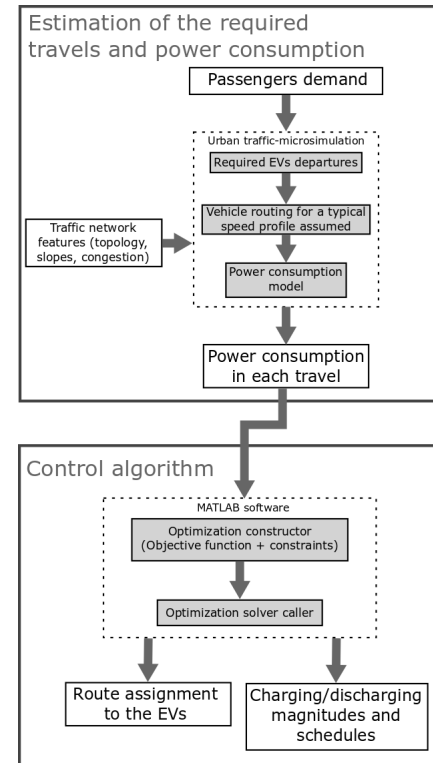 Estimation of the required
travels and power consumption
Passengers demand
Urban traffic-microsimulation
Required EVs departures
Vehicle routing for a typical
speed profile assumed
Traffic network
features (topology,
slopes, congestion)
Power consumption
model
Power consumption
in each travel
Control algorithm
MATLAB software
Optimization constructor
(Objective function + constraints)
Optimization solver caller
Route assignment
to the EVs
Charging/discharging
magnitudes and
schedules